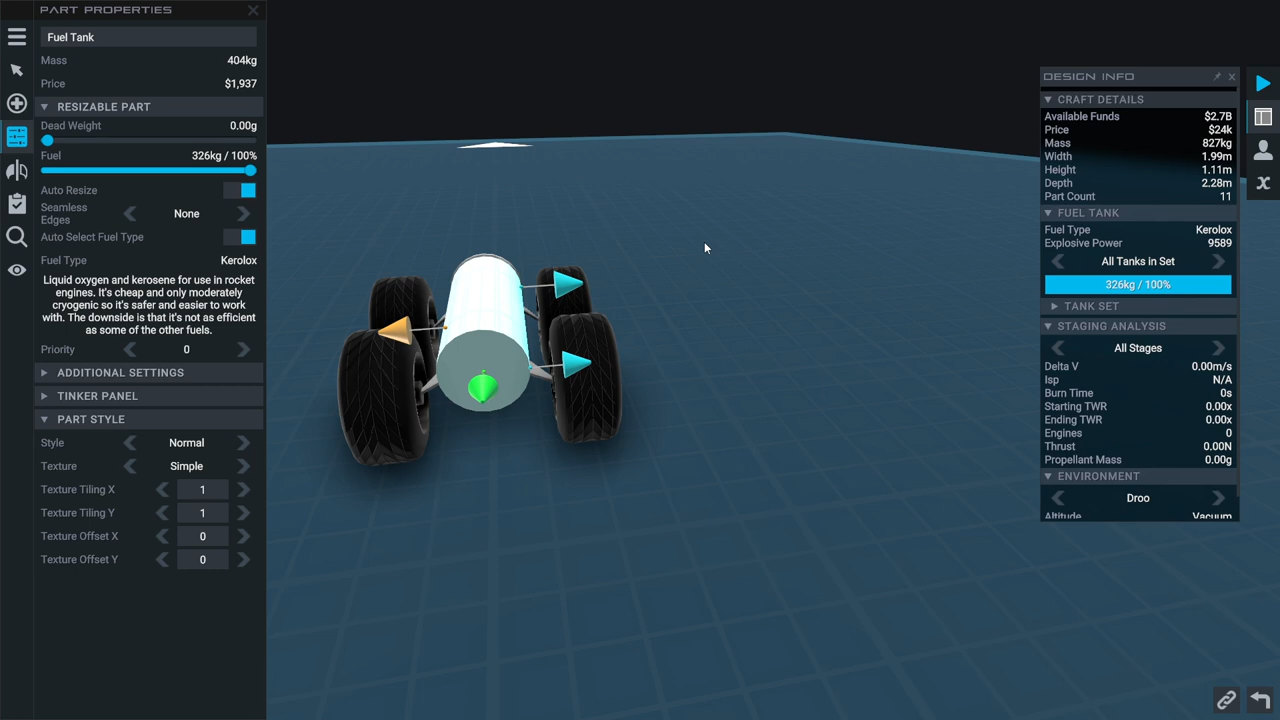 PART PROPERTIES
Fuel Tank
Mass 404kg
Price $1,937
RESIZABLE PART
Dead Weight 0.00g
Fuel 326kg / 100%
Auto Resize
Seamless
Edges
None
Auto Select Fuel Type
Fuel Type Kerolox
Liquid oxygen and kerosene for use in rocket
engines. It's cheap and only moderately
cryogenic so it's safer and easier to work
with. The downside is that it's not as efficient
as some of the other fuels.
Priority 0
ADDITIONAL SETTINGS
TINKER PANEL
PART STYLE
Style Normal
Texture Simple
Texture Tiling X 1
Texture Tiling Y 1
Texture Offset X 0
Texture Offset Y 0
DESIGN INFO
CRAFT DETAILS
Available Funds $2.7B
Price $24k
Mass 827kg
Width 1.99m
Height 1.11m
Depth 2.28m
Part Count 11
FUEL TANK
Fuel Type Kerolox
Explosive Power 9589
All Tanks in Set
326kg / 100%
TANK SET
STAGING ANALYSIS
All Stages
Delta V 0.00m/s
Isp N/A
Burn Time 0s
Starting TWR 0.00x
Ending TWR 0.00x
Engines 0
Thrust 0.00N
Propellant Mass 0.00g
ENVIRONMENT
Droo
Altitude Vacuum